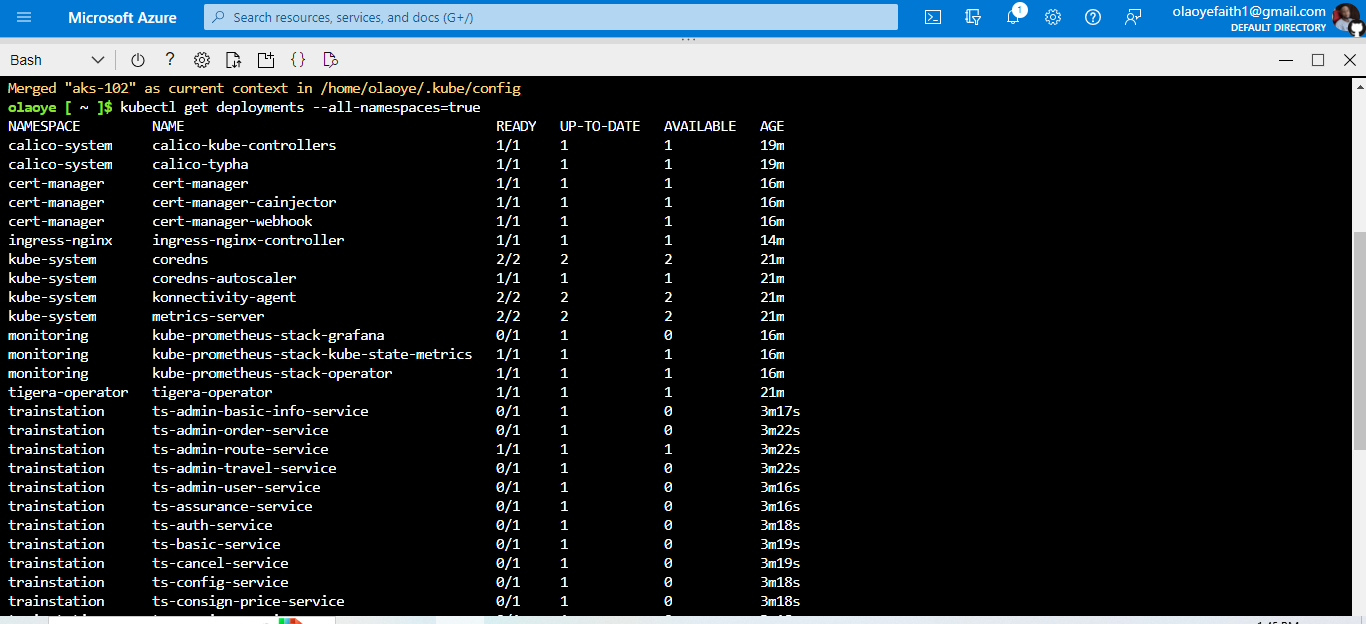 Microsoft Azure
Search resources, services, and docs (G+/)
1
olaoyefaith1@gmail.com
DEFAULT DIRECTORY
Bash
Merged "aks-102" as current context in /home/olaoye/.kube/config
olaoye [ ~ ]$ kubectl get deployments --all-namespaces=true
NAMESPACE NAME READY UP-TO-DATE AVAILABLE AGE
calico-system calico-kube-controllers 1/1 1 1 19m
calico-system calico-typha 1/1 1 1 19m
cert-manager cert-manager 1/1 1 1 16m
cert-manager cert-manager-cainjector 1/1 1 1 16m
cert-manager cert-manager-webhook 1/1 1 1 16m
ingress-nginx ingress-nginx-controller 1/1 1 1 14m
kube-system coredns 2/2 2 2 21m
kube-system coredns-autoscaler 1/1 1 1 21m
kube-system konnectivity-agent 2/2 2 2 21m
kube-system metrics-server 2/2 2 2 21m
monitoring kube-prometheus-stack-grafana 0/1 1 0 16m
monitoring kube-prometheus-stack-kube-state-metrics 1/1 1 1 16m
monitoring kube-prometheus-stack-operator 1/1 1 1 16m
tigera-operator tigera-operator 1/1 1 1 21m
trainstation ts-admin-basic-info-service 0/1 1 0 3m17s
trainstation ts-admin-order-service 0/1 1 0 3m22s
trainstation ts-admin-route-service 1/1 1 1 3m22s
trainstation ts-admin-travel-service 0/1 1 0 3m22s
trainstation ts-admin-user-service 0/1 1 0 3m16s
trainstation ts-assurance-service 0/1 1 0 3m16s
trainstation ts-auth-service 0/1 1 0 3m18s
trainstation ts-basic-service 0/1 1 0 3m19s
trainstation ts-cancel-service 0/1 1 0 3m19s
trainstation ts-config-service 0/1 1 0 3m18s
trainstation ts-consign-price-service 0/1 1 0 3m18s